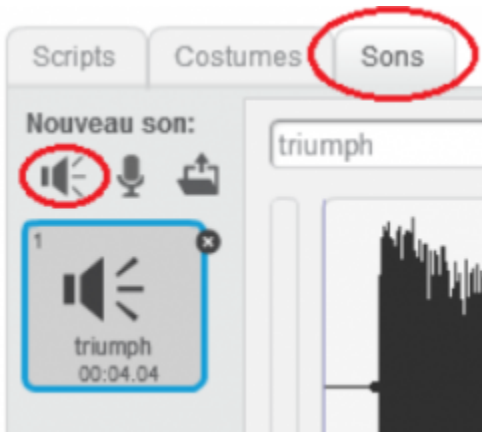 Scripts Costumes Sons
Nouveau son:
triumph
1
triumph
00:04.04